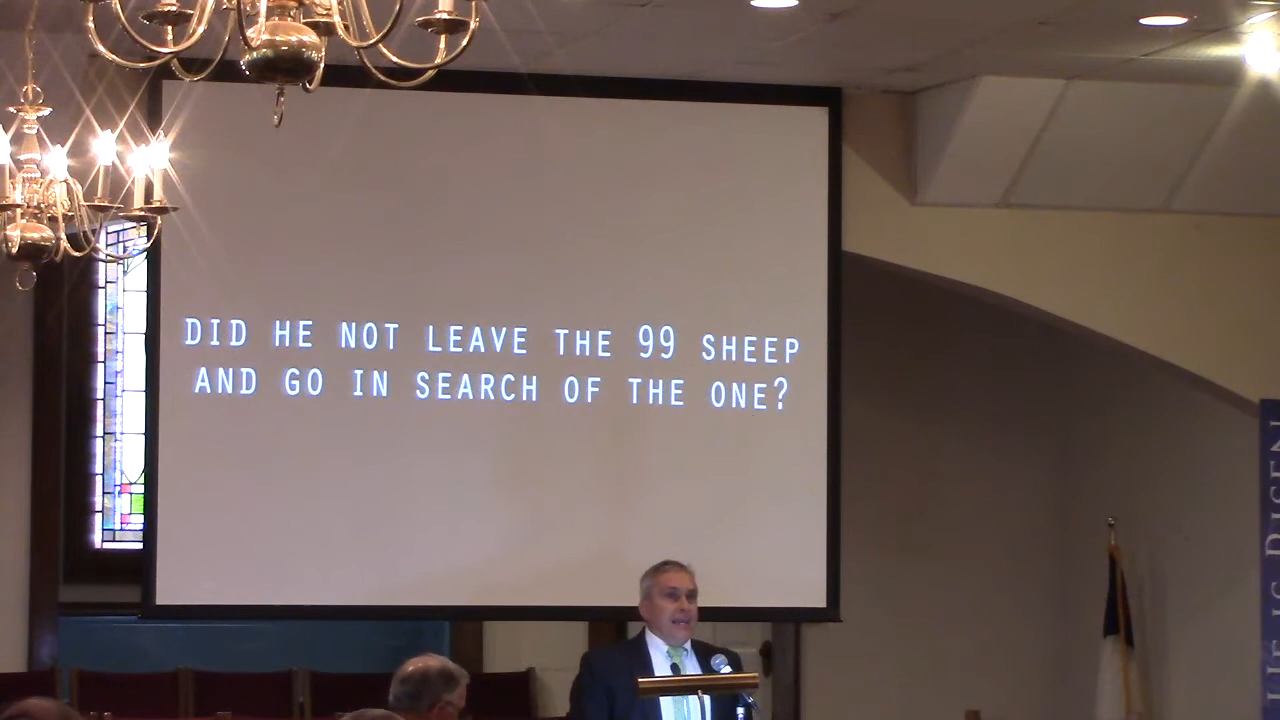 DID HE NOT LEAVE THE 99 SHEEP
AND GO IN SEARCH OF THE ONE?